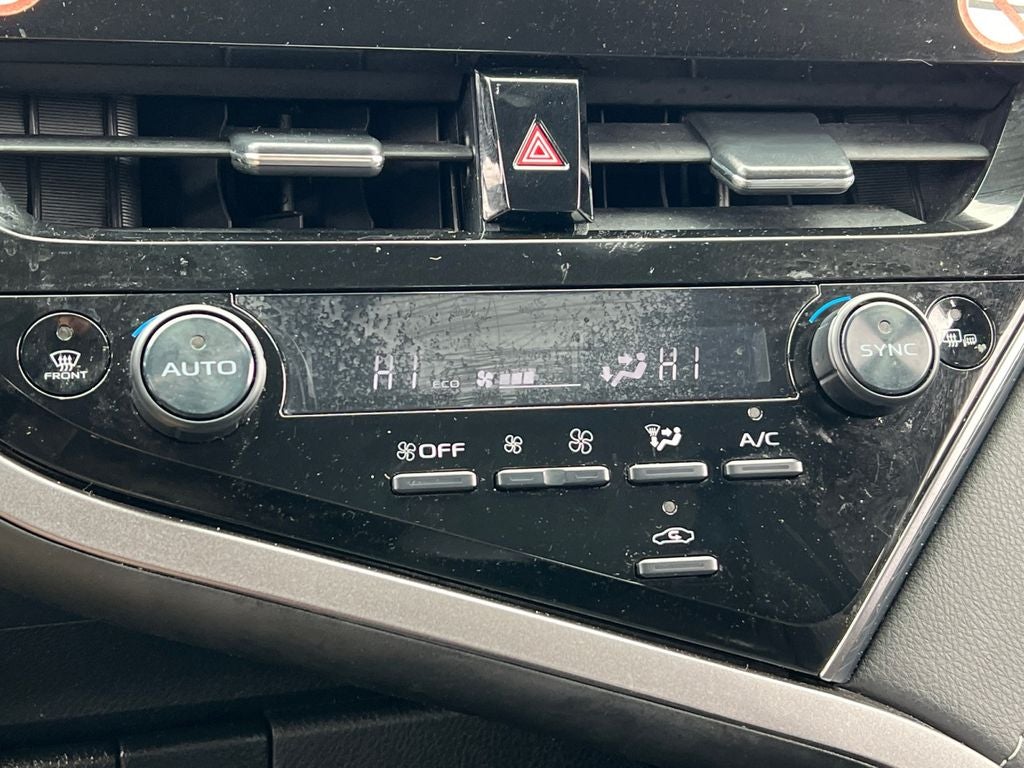 AUTO
HI ECO HI
SYNC
FRONT
OFF
A/C